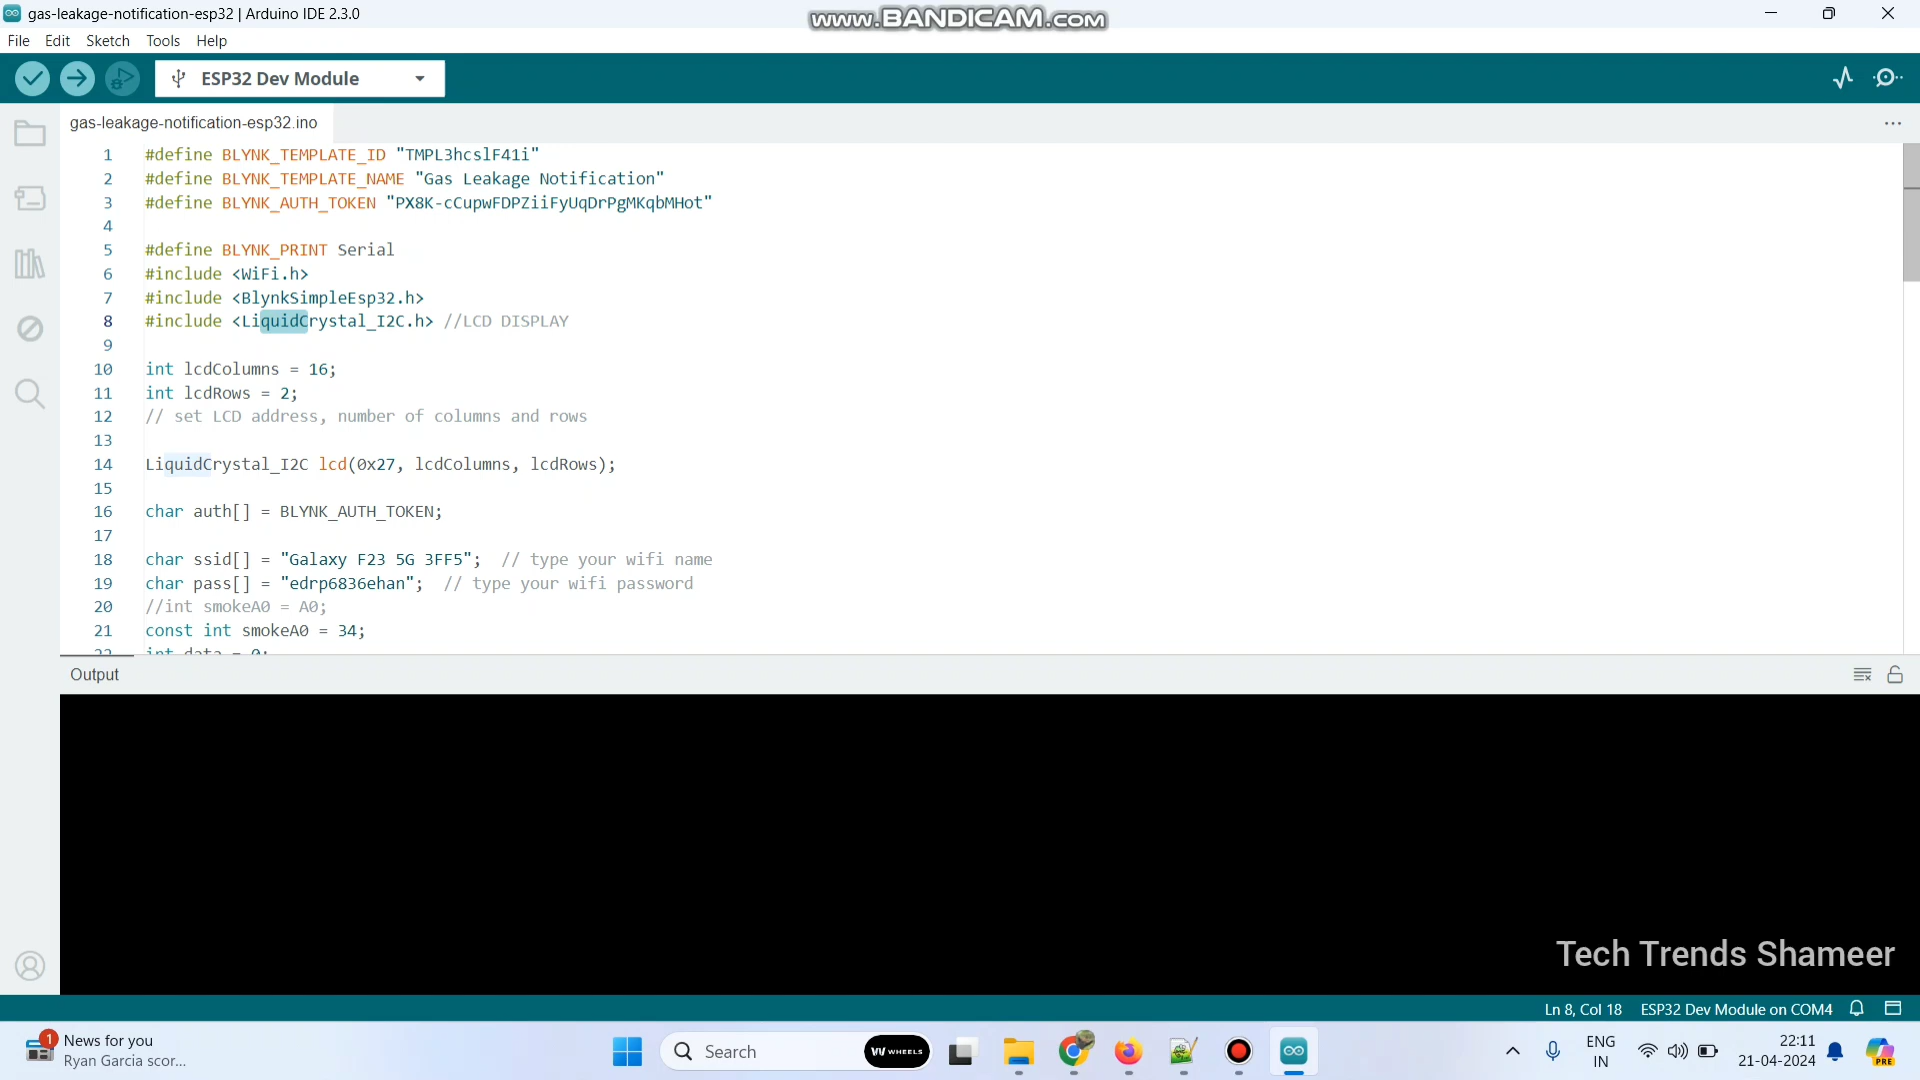 gas-leakage-notification-esp32 | Arduino IDE 2.3.0
www.BANDICAM.COM
File Edit Sketch Tools Help
ESP32 Dev Module
gas-leakage-notification-esp32.ino
1 #define BLYNK_TEMPLATE_ID "TMPL3hcslF41i"
2 #define BLYNK_TEMPLATE_NAME "Gas Leakage Notification"
3 #define BLYNK_AUTH_TOKEN "PX8K-cCupwFDPZiiFyUqDrPgMKqbMHot"
4
5 #define BLYNK_PRINT Serial
6 #include <WiFi.h>
7 #include <BlynkSimpleEsp32.h>
8 #include <LiquidCrystal_I2C.h> //LCD DISPLAY
9
10 int lcdColumns = 16;
11 int lcdRows = 2;
12 // set LCD address, number of columns and rows
13
14 LiquidCrystal_I2C lcd(0x27, lcdColumns, lcdRows);
15
16 char auth[] = BLYNK_AUTH_TOKEN;
17
18 char ssid[] = "Galaxy F23 5G 3FF5"; // type your wifi name
19 char pass[] = "edrp6836ehan"; // type your wifi password
20 //int smokeA0 = A0;
21 const int smokeA0 = 34;
22 int data = 0;
Output
Tech Trends Shameer
Ln 8, Col 18 ESP32 Dev Module on COM4
1 News for you
Ryan Garcia scor...
Search
W WHEELS
ENG
IN
22:11
21-04-2024
PRE